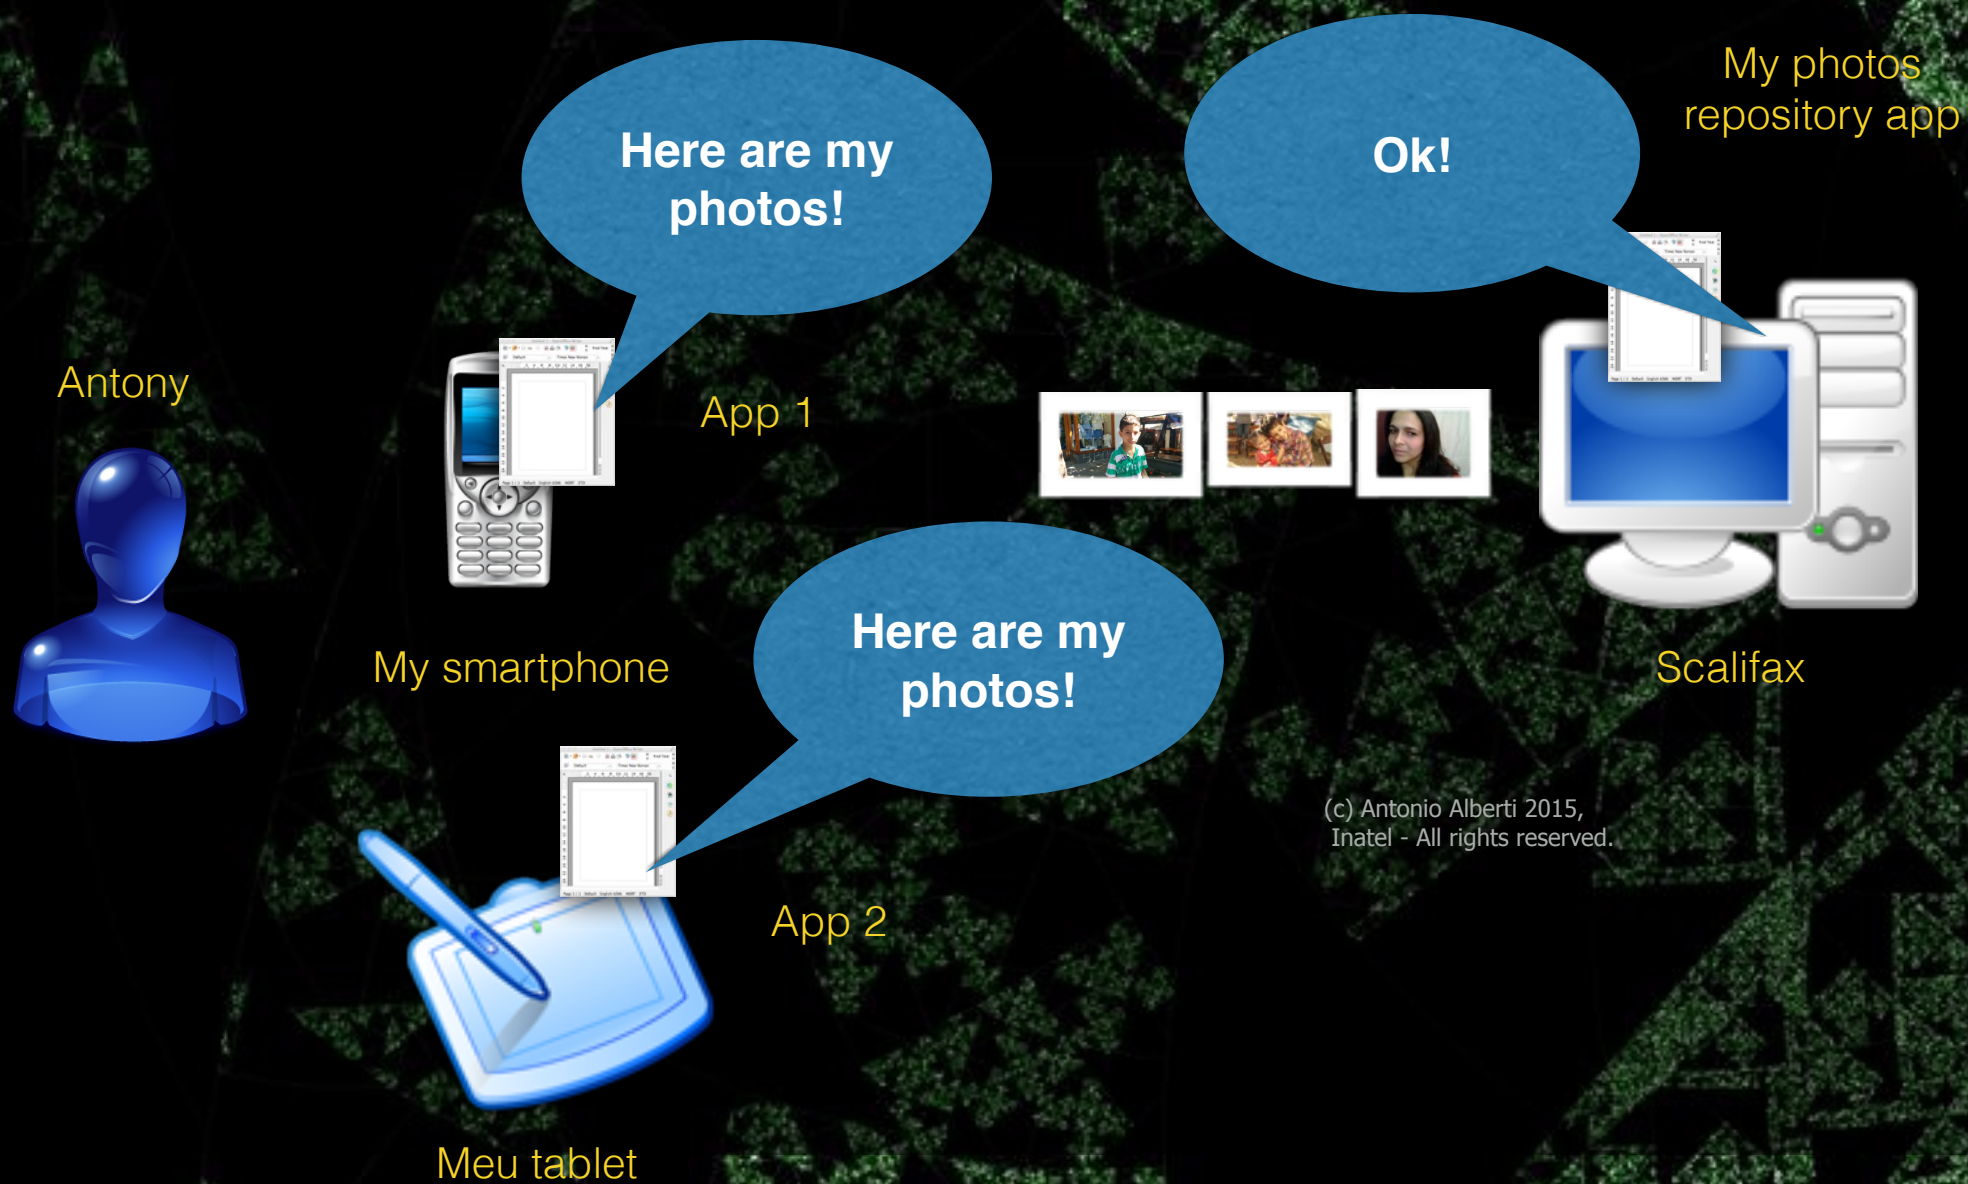 My photos
repository app
Here are my
photos!
Ok!
Antony
App 1
My smartphone
Here are my
photos!
Scalifax
(c) Antonio Alberti 2015,
Inatel - All rights reserved.
App 2
Meu tablet